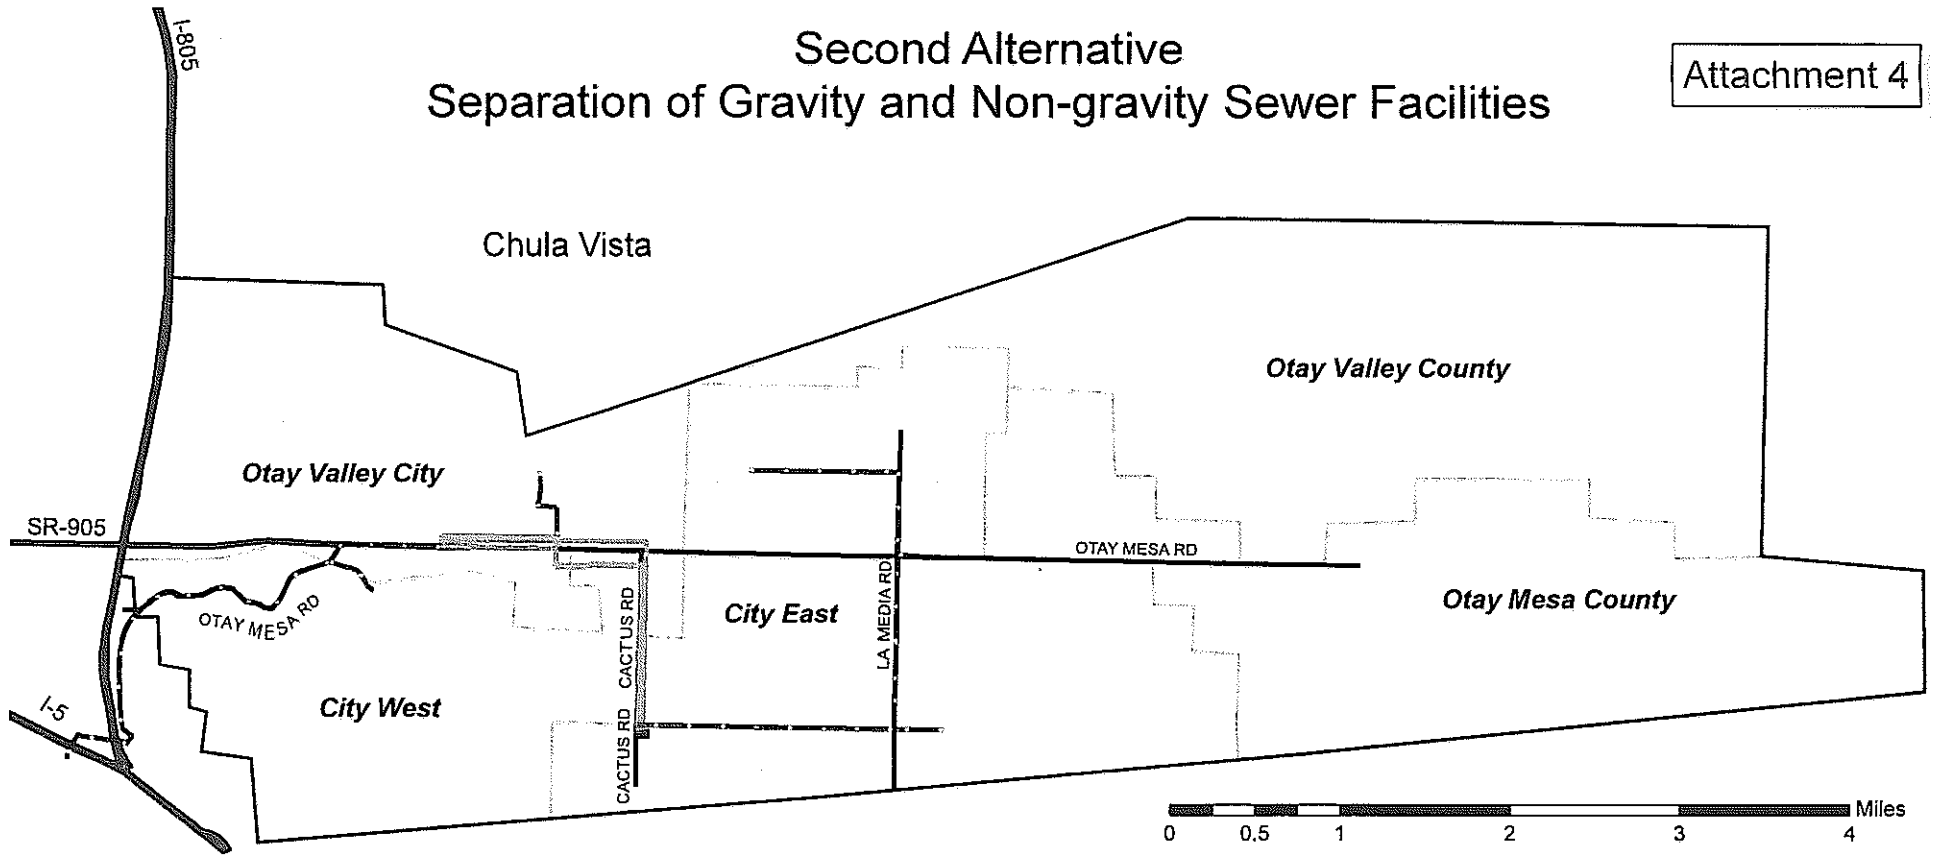 Second Alternative
Separation of Gravity and Non-gravity Sewer Facilities
Attachment 4
I-805
Chula Vista
Otay Valley County
Otay Valley City
SR-905
OTAY MESA RD
OTAY MESA RD
City East
Otay Mesa County
CACTUS RD
LA MEDIA RD
City West
I-5
CACTUS RD
Miles
0 0.5 1 2 3 4